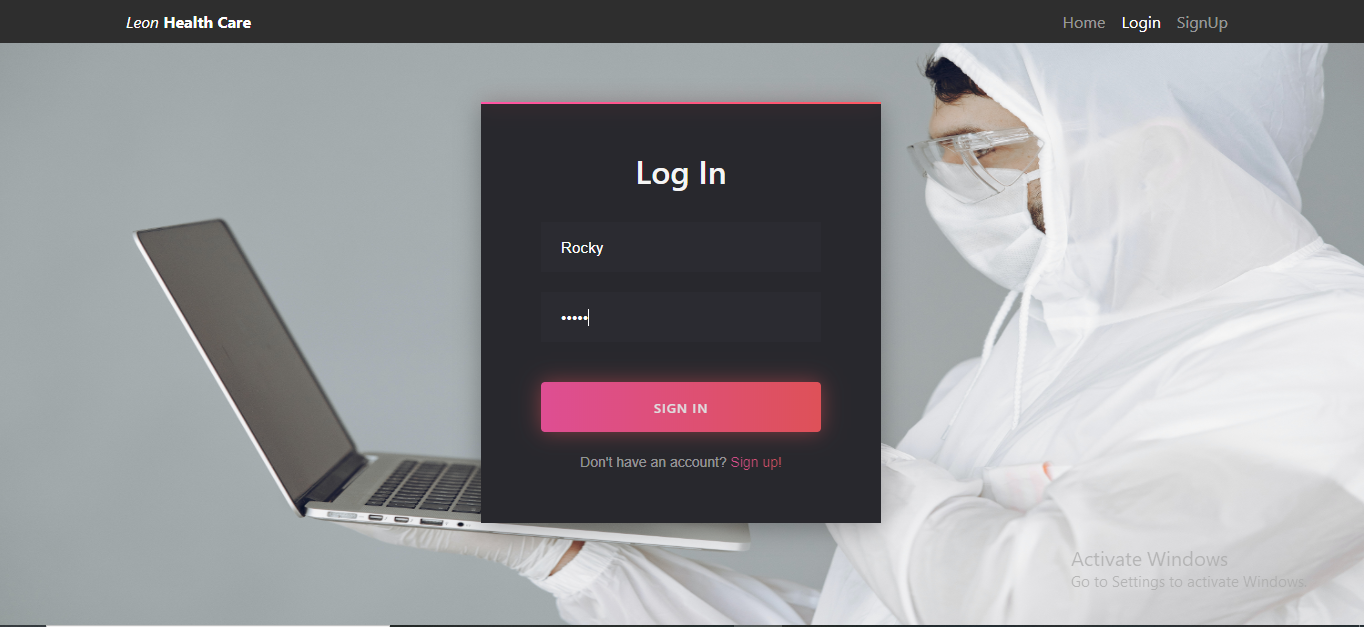 Leon Health Care
Home Login SignUp
Log In
Rocky
•••••
SIGN IN
Don't have an account? Sign up!
Activate Windows
Go to Settings to activate Windows.